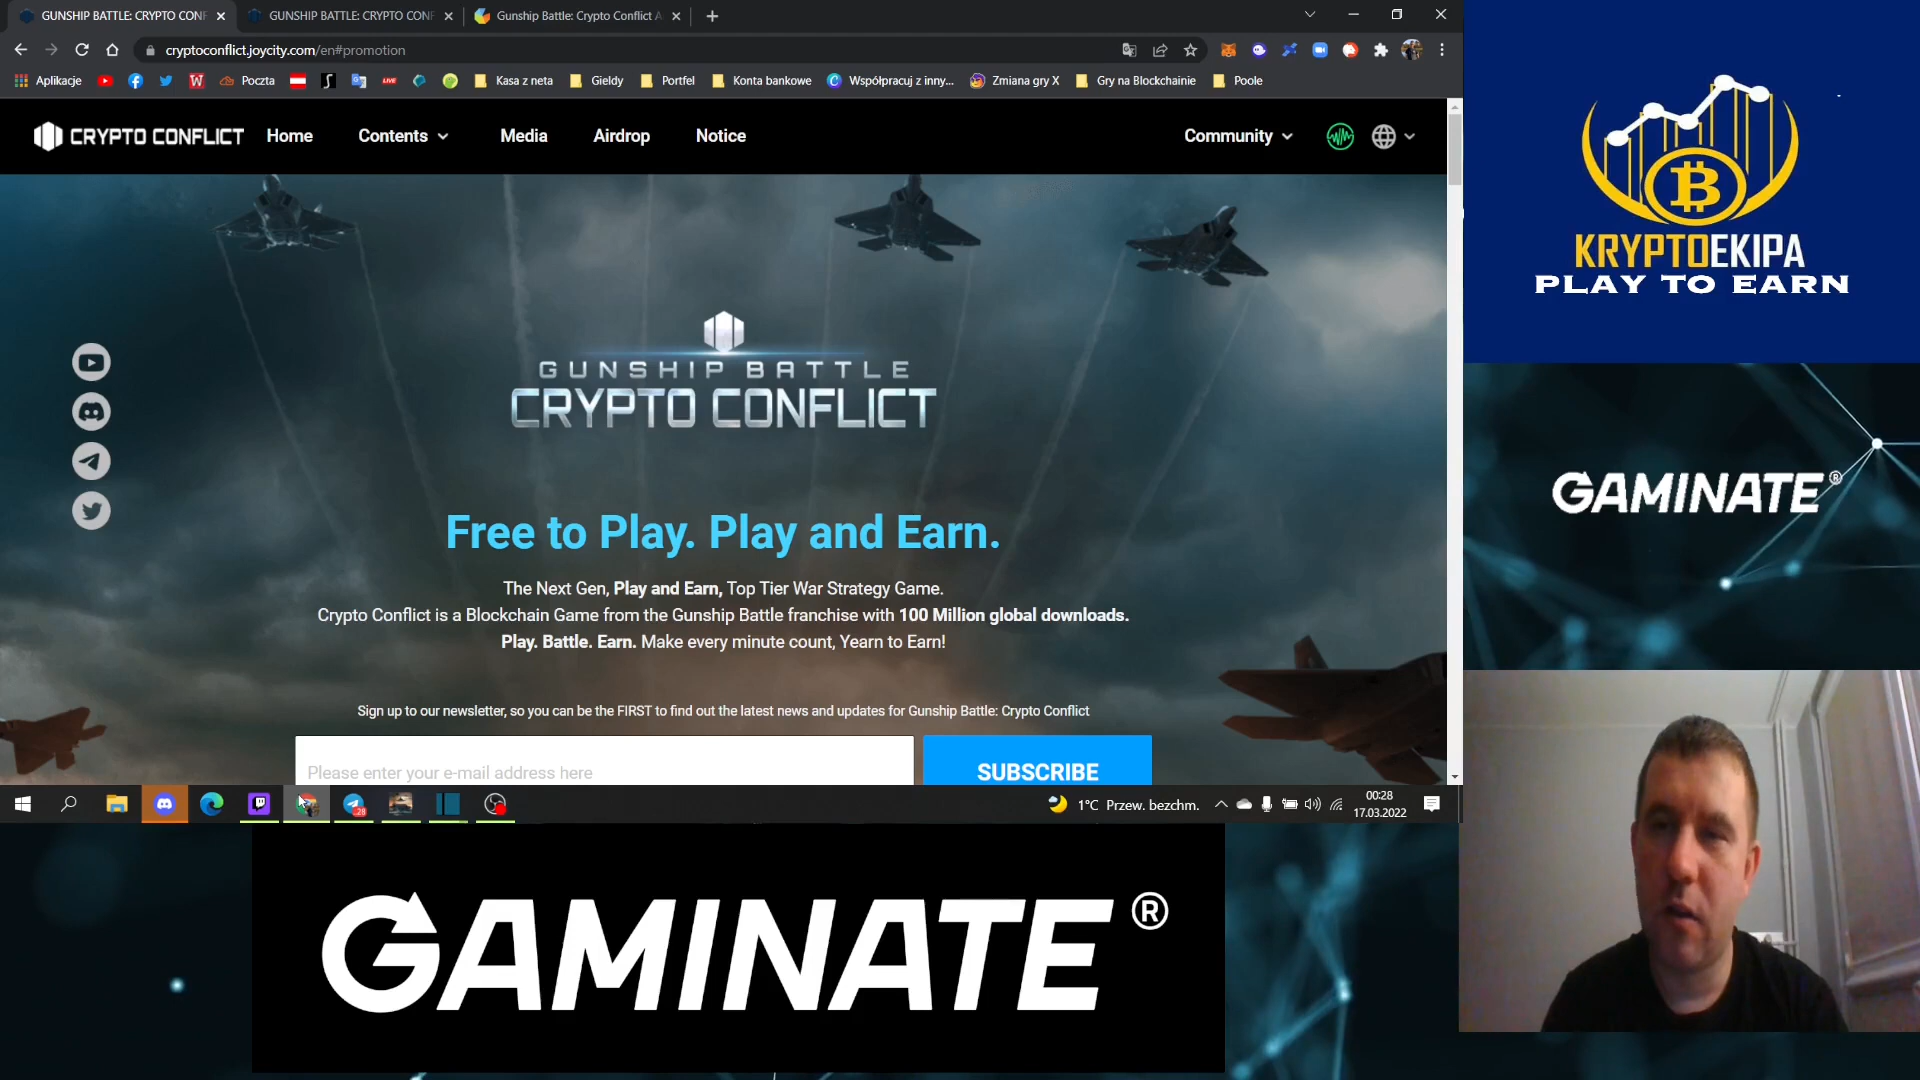 GUNSHIP BATTLE: CRYPTO CONF
GUNSHIP BATTLE: CRYPTO CONF
Gunship Battle: Crypto Conflict A
cryptoconflict.joycity.com/en#promotion
Aplikacje
Poczta
LIVE
Kasa z neta
Gieldy
Portfel
Konta bankowe
Współpracuj z inny...
Zmiana gry X
Gry na Blockchainie
Poole
CRYPTO CONFLICT
Home
Contents
Media
Airdrop
Notice
Community
GUNSHIP BATTLE
CRYPTO CONFLICT
Free to Play. Play and Earn.
The Next Gen, Play and Earn, Top Tier War Strategy Game.
Crypto Conflict is a Blockchain Game from the Gunship Battle franchise with 100 Million global downloads.
Play. Battle. Earn. Make every minute count, Yearn to Earn!
Sign up to our newsletter, so you can be the FIRST to find out the latest news and updates for Gunship Battle: Crypto Conflict
Please enter your e-mail address here
SUBSCRIBE
28
1°C Przew. bezchm.
00:28
17.03.2022
KRYPTOEKIPA
PLAY TO EARN
GAMINATE®
GAMINATE®